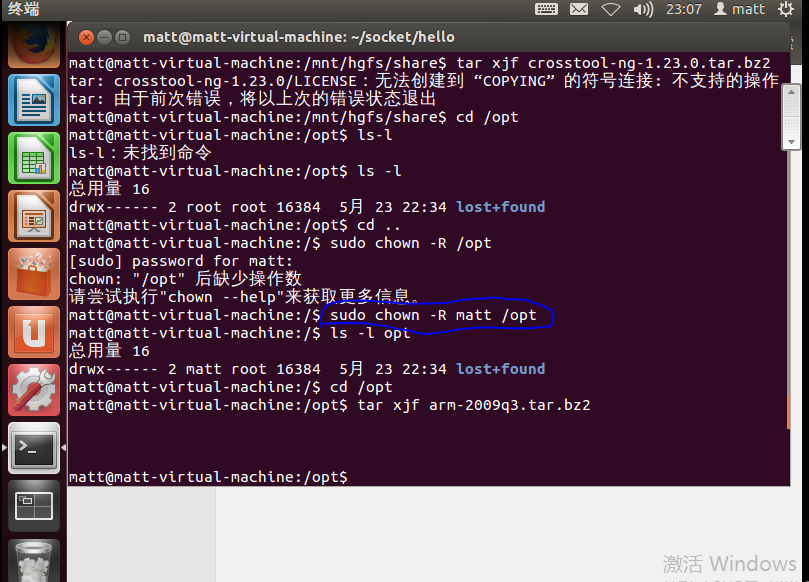 终端
23:07
matt
matt@matt-virtual-machine: ~/socket/hello
matt@matt-virtual-machine:/mnt/hgfs/share$ tar xjf crosstool-ng-1.23.0.tar.bz2
tar: crosstool-ng-1.23.0/LICENSE：无法创建到 “COPYING” 的符号连接: 不支持的操作
tar: 由于前次错误，将以上次的错误状态退出
matt@matt-virtual-machine:/mnt/hgfs/share$ cd /opt
matt@matt-virtual-machine:/opt$ ls-l
ls-l：未找到命令
matt@matt-virtual-machine:/opt$ ls -l
总用量 16
drwx------ 2 root root 16384  5月 23 22:34 lost+found
matt@matt-virtual-machine:/opt$ cd ..
matt@matt-virtual-machine:/$ sudo chown -R /opt
[sudo] password for matt:
chown: "/opt" 后缺少操作数
请尝试执行"chown --help"来获取更多信息。
matt@matt-virtual-machine:/$ sudo chown -R matt /opt
matt@matt-virtual-machine:/$ ls -l opt
总用量 16
drwx------ 2 matt root 16384  5月 23 22:34 lost+found
matt@matt-virtual-machine:/$ cd /opt
matt@matt-virtual-machine:/opt$ tar xjf arm-2009q3.tar.bz2
matt@matt-virtual-machine:/opt$
激活 Windows